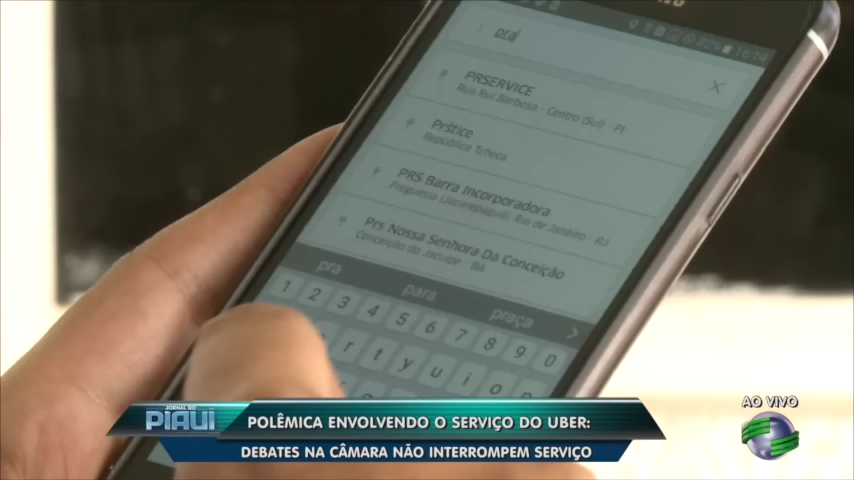 82% 16:14
pra
PRSERVICE
Rua Rui Barbosa - Centro (Sul) - PI
Prštice
República Tcheca
PRS Barra Incorporadora
Freguesia (Jacarepaguá), Rio de Janeiro - RJ
Prs Nossa Senhora Da Conceição
Conceição do Jacuípe - BA
pra para praça
1 2 3 4 5 6 7 8 9 0
r t y u i o p
JORNAL DO
PIAUÍ
POLÊMICA ENVOLVENDO O SERVIÇO DO UBER:
DEBATES NA CÂMARA NÃO INTERROMPEM SERVIÇO
AO VIVO